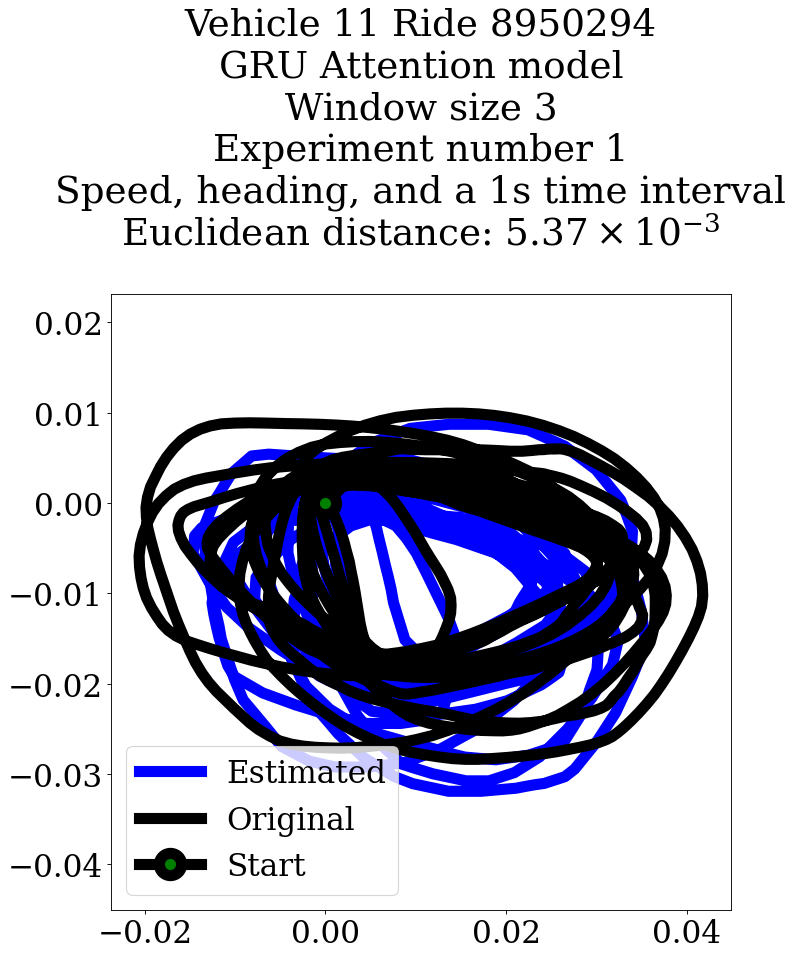 Vehicle 11 Ride 8950294
GRU Attention model
Window size 3
Experiment number 1
Speed, heading, and a 1s time interval
Euclidean distance: 5.37 × 10⁻³
0.02
0.01
0.00
−0.01
−0.02
−0.03
−0.04
Estimated
Original
Start
−0.02
0.00
0.02
0.04